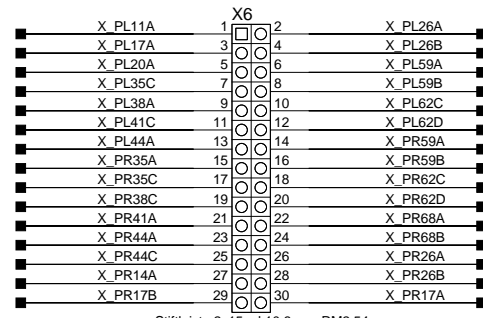 X6
X_PL11A 1 2 X_PL26A
X_PL17A 3 4 X_PL26B
X_PL20A 5 6 X_PL59A
X_PL35C 7 8 X_PL59B
X_PL38A 9 10 X_PL62C
X_PL41C 11 12 X_PL62D
X_PL44A 13 14 X_PR59A
X_PR35A 15 16 X_PR59B
X_PR35C 17 18 X_PR62C
X_PR38C 19 20 X_PR62D
X_PR41A 21 22 X_PR68A
X_PR44A 23 24 X_PR68B
X_PR44C 25 26 X_PR26A
X_PR14A 27 28 X_PR26B
X_PR17B 29 30 X_PR17A